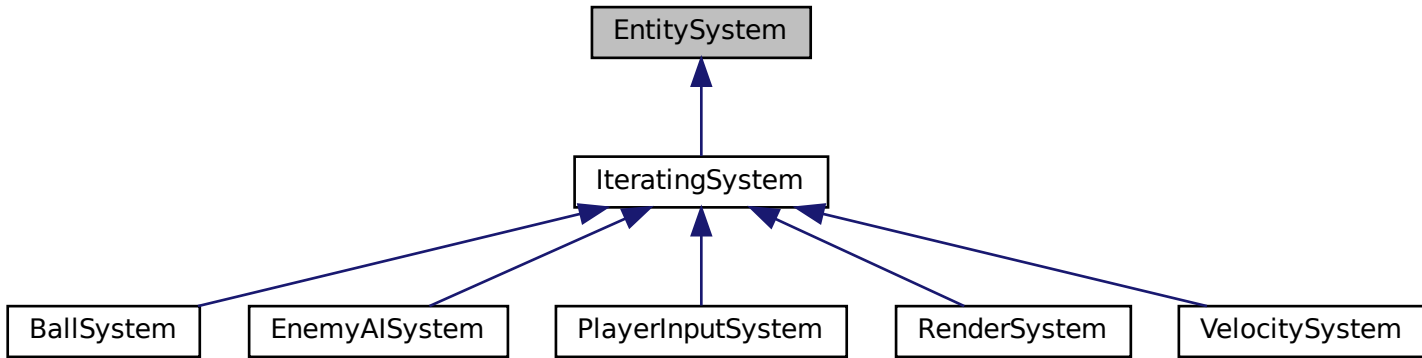 EntitySystem
IteratingSystem
BallSystem
EnemyAISystem
PlayerInputSystem
RenderSystem
VelocitySystem